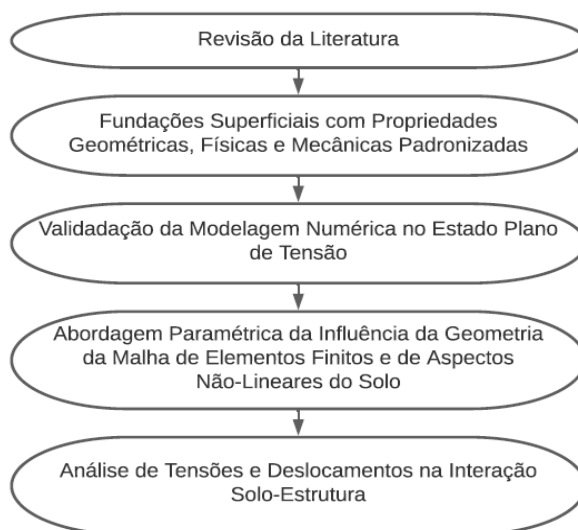 Revisão da Literatura
Fundações Superficiais com Propriedades
Geométricas, Físicas e Mecânicas Padronizadas
Validadação da Modelagem Numérica no Estado Plano
de Tensão
Abordagem Paramétrica da Influência da Geometria
da Malha de Elementos Finitos e de Aspectos
Não-Lineares do Solo
Análise de Tensões e Deslocamentos na Interação
Solo-Estrutura